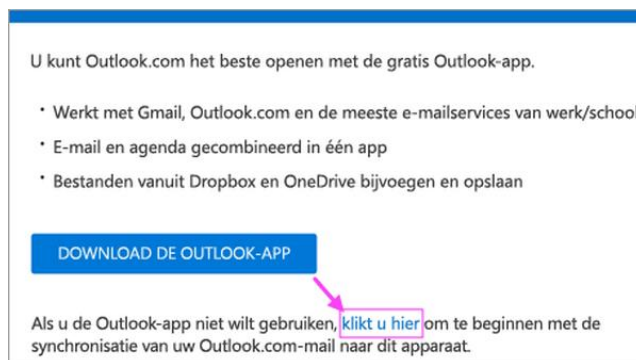 U kunt Outlook.com het beste openen met de gratis Outlook-app.
• Werkt met Gmail, Outlook.com en de meeste e-mailservices van werk/school
• E-mail en agenda gecombineerd in één app
• Bestanden vanuit Dropbox en OneDrive bijvoegen en opslaan
DOWNLOAD DE OUTLOOK-APP
Als u de Outlook-app niet wilt gebruiken, klikt u hier om te beginnen met de
synchronisatie van uw Outlook.com-mail naar dit apparaat.